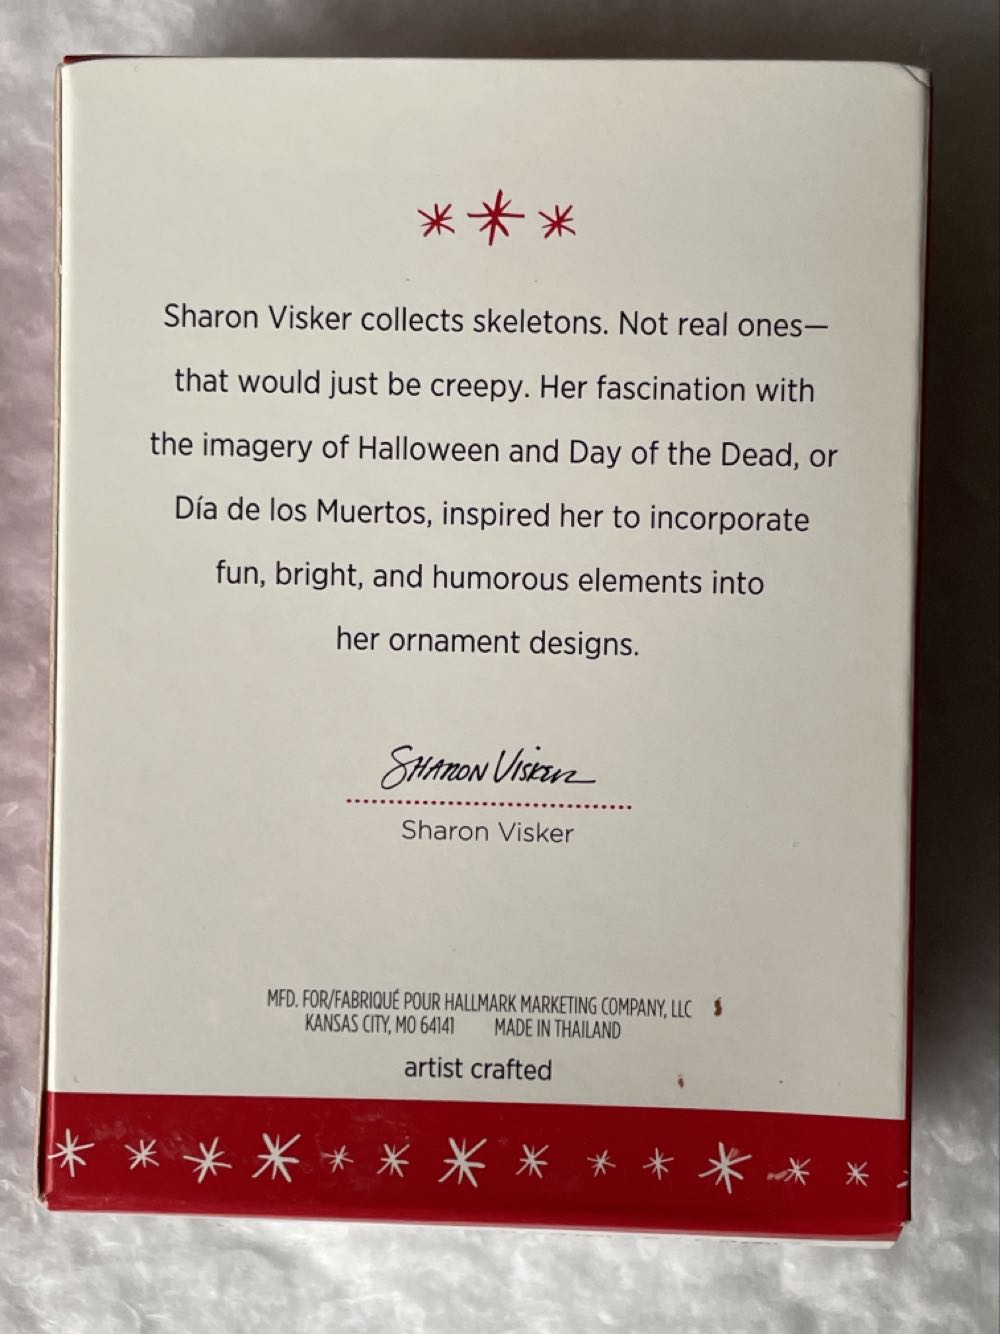 Sharon Visker collects skeletons. Not real ones—
that would just be creepy. Her fascination with
the imagery of Halloween and Day of the Dead, or
Día de los Muertos, inspired her to incorporate
fun, bright, and humorous elements into
her ornament designs.
Sharon Visker
Sharon Visker
MFD. FOR/FABRIQUÉ POUR HALLMARK MARKETING COMPANY, LLC
KANSAS CITY, MO 64141 MADE IN THAILAND
artist crafted